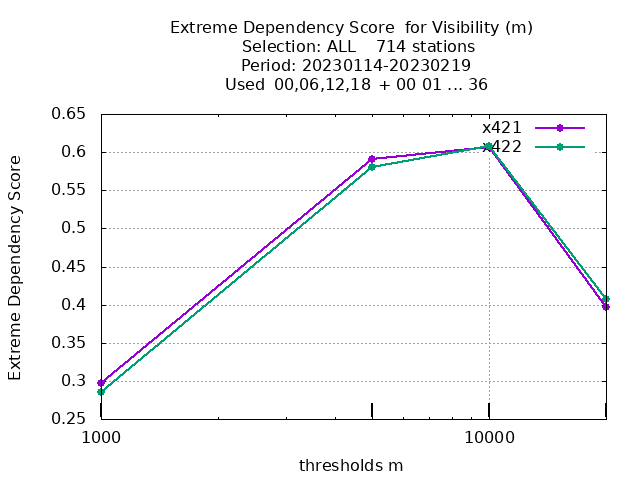 Extreme Dependency Score for Visibility (m)
Selection: ALL 714 stations
Period: 20230114-20230219
Used 00,06,12,18 + 00 01 ... 36
0.65
x421
x422
0.6
0.55
0.5
0.45
0.4
0.35
0.3
0.25
Extreme Dependency Score
1000
10000
thresholds m